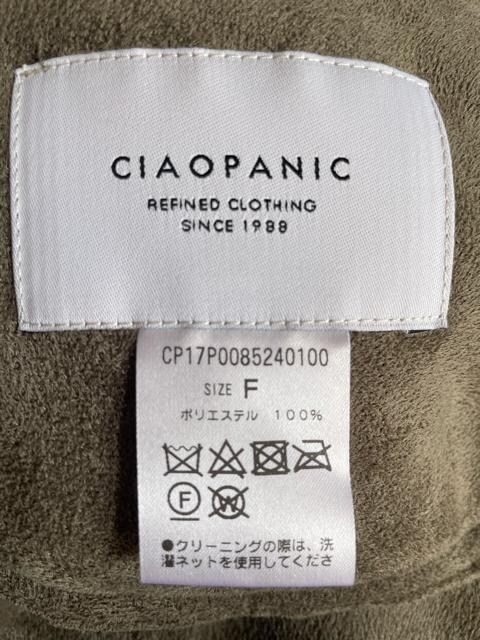 CIAOPANIC
REFINED CLOTHING
SINCE 1988
CP17P0085240100
SIZE F
ポリエステル 100%
F
W
●クリーニングの際は、洗
濯ネットを使用してくださ